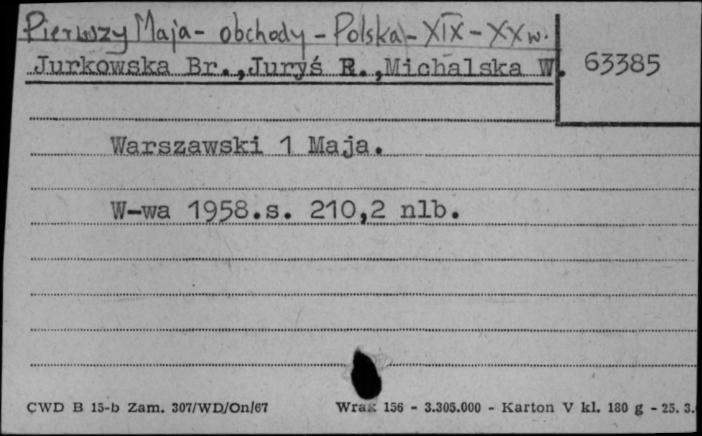 Pierwszy Maja - obchody - Polska - XIX - XX w.
Jurkowska Br., Juryś R., Michalska W.
63385
Warszawski 1 Maja.
W-wa 1958.s. 210,2 nlb.
CWD B 15-b Zam. 307/WD/On/67 Wrak 156 - 3.305.000 - Karton V kl. 180 g - 25. 3.